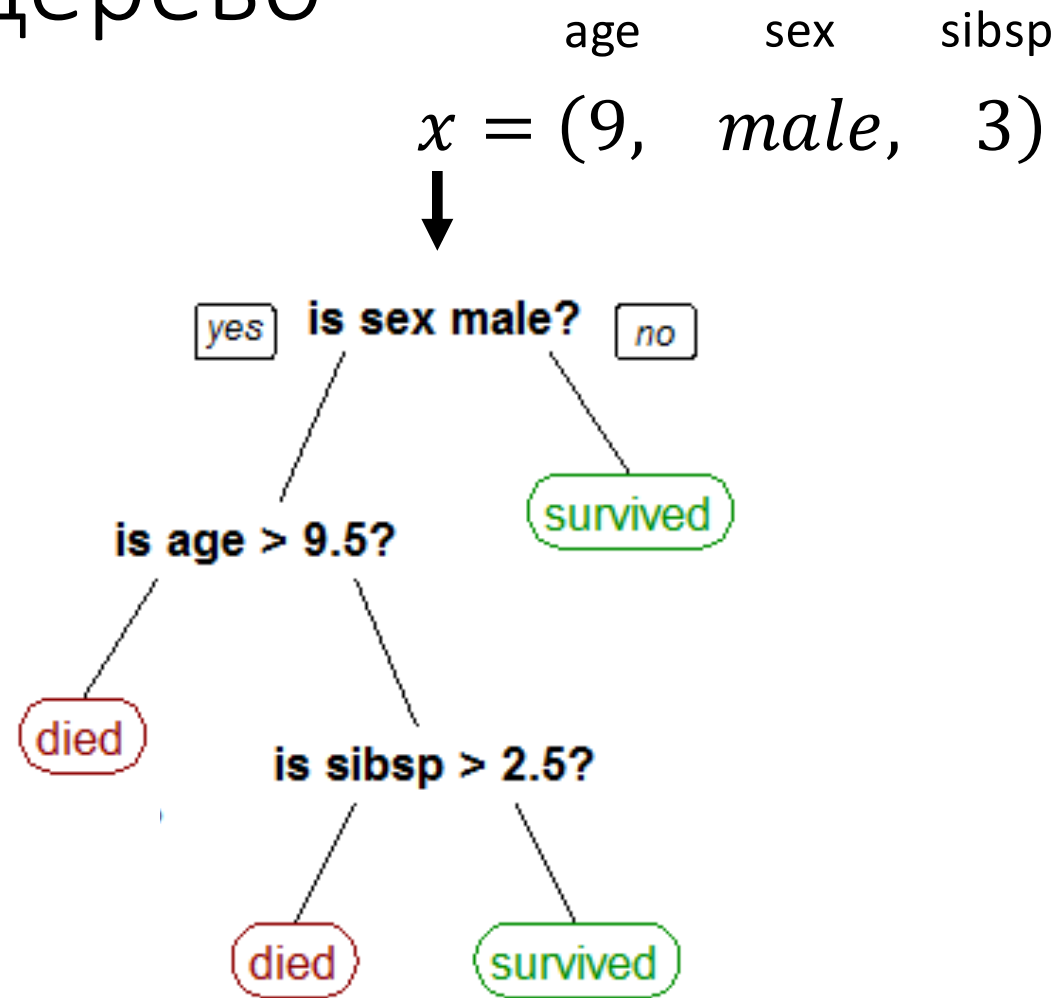 дерево
age sex sibsp
x = (9, male, 3)
yes is sex male? no
survived
is age > 9.5?
died
is sibsp > 2.5?
died survived